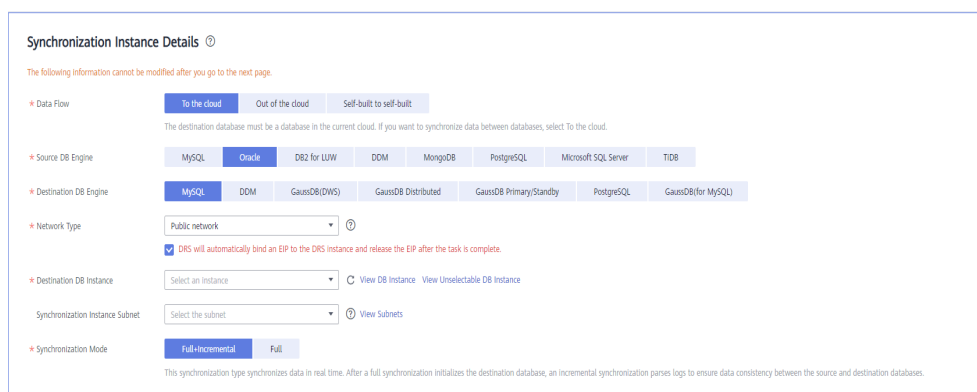 Synchronization Instance Details ?
The following information cannot be modified after you go to the next page.
* Data Flow To the cloud Out of the cloud Self-built to self-built
The destination database must be a database in the current cloud. If you want to synchronize data between databases, select To the cloud.
* Source DB Engine MySQL Oracle DB2 for LUW DDM MongoDB PostgreSQL Microsoft SQL Server TiDB
* Destination DB Engine MySQL DDM GaussDB(DWS) GaussDB Distributed GaussDB Primary/Standby PostgreSQL GaussDB(for MySQL)
* Network Type Public network ?
DRS will automatically bind an EIP to the DRS instance and release the EIP after the task is complete.
* Destination DB Instance Select an instance View DB Instance View Unselectable DB Instance
Synchronization Instance Subnet Select the subnet ? View Subnets
* Synchronization Mode Full+Incremental Full
This synchronization type synchronizes data in real time. After a full synchronization initializes the destination database, an incremental synchronization parses logs to ensure data consistency between the source and destination databases.